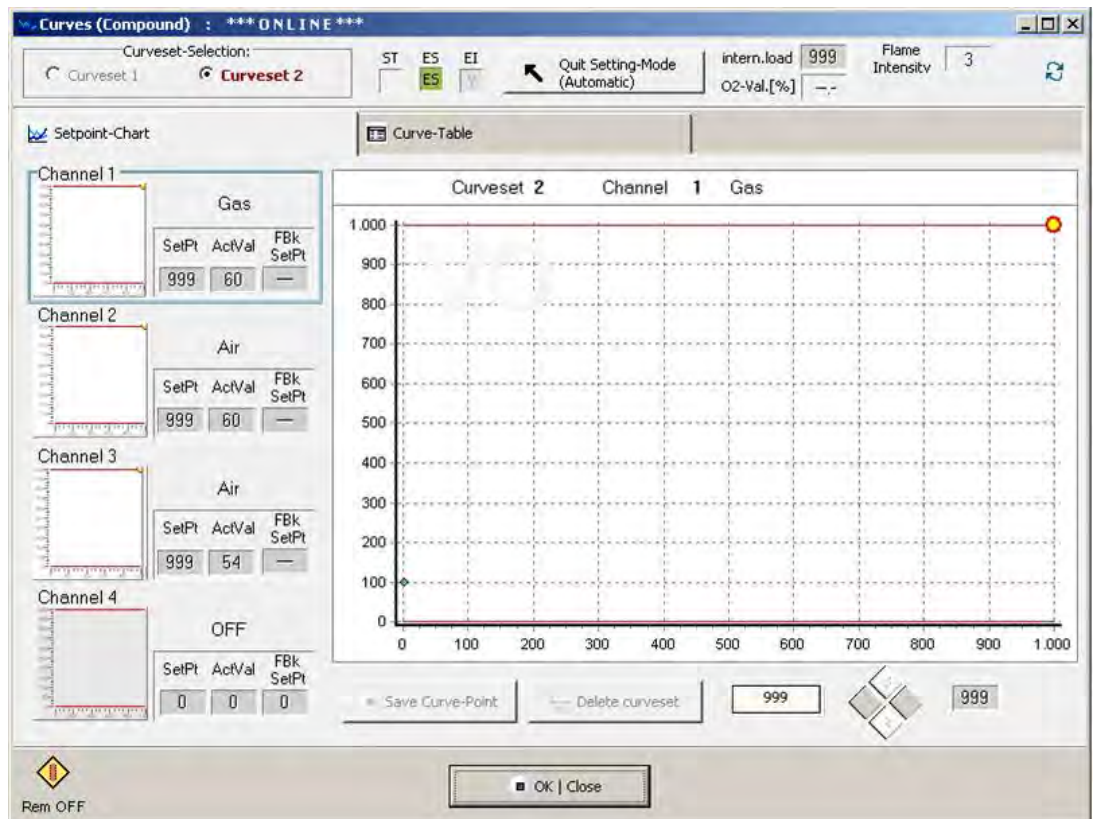 Curves (Compound) : *** O N L I N E ***
Curveset-Selection:
Curveset 1
Curveset 2
ST ES EI
ES Y
Quit Setting-Mode
(Automatic)
intern.load 999
O2-Val.[%] --.-
Flame
Intensity 3
Setpoint-Chart
Curve-Table
Channel 1
Gas
SetPt ActVal FBk
SetPt
999 60 —
Channel 2
Air
SetPt ActVal FBk
SetPt
999 60 —
Channel 3
Air
SetPt ActVal FBk
SetPt
999 54 —
Channel 4
OFF
SetPt ActVal FBk
SetPt
0 0 0
Curveset 2 Channel 1 Gas
1.000
900
800
700
600
500
400
300
200
100
0
0 100 200 300 400 500 600 700 800 900 1.000
Save Curve-Point
Delete curveset
999
999
Rem OFF
OK | Close